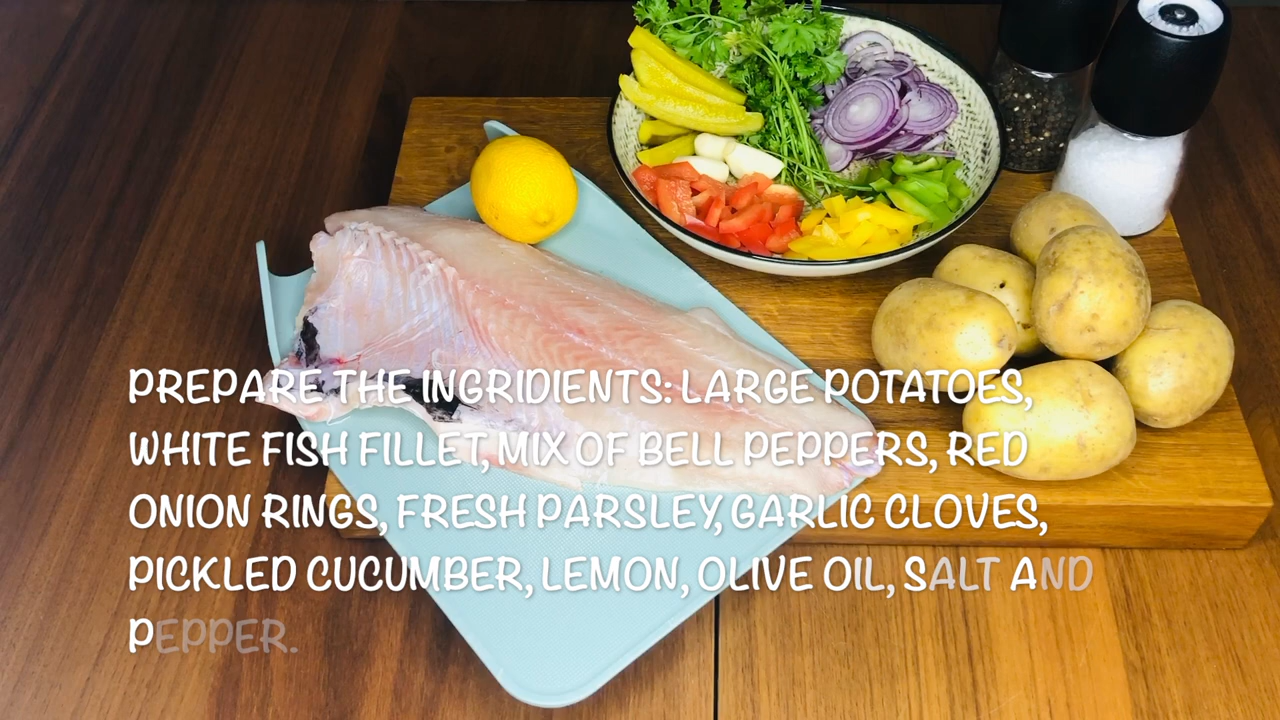 PREPARE THE INGRIDIENTS: LARGE POTATOES,
WHITE FISH FILLET, MIX OF BELL PEPPERS, RED
ONION RINGS, FRESH PARSLEY, GARLIC CLOVES,
PICKLED CUCUMBER, LEMON, OLIVE OIL, SALT AND
PEPPER.